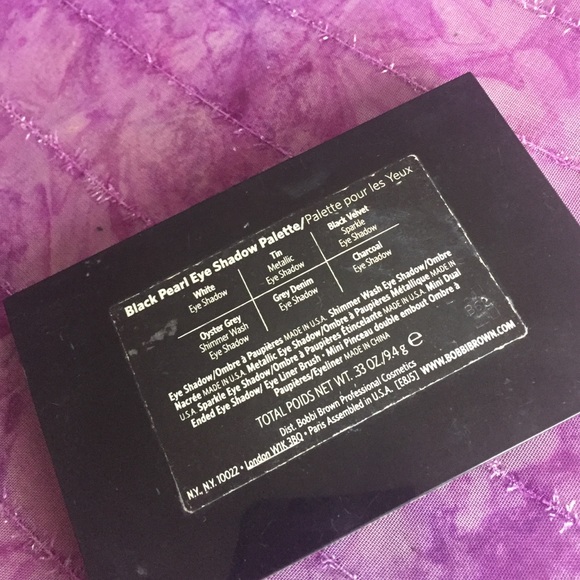 Black Pearl Eye Shadow Palette/Palette pour les Yeux
White
Eye Shadow
Tin
Metallic
Eye Shadow
Black Velvet
Sparkle
Eye Shadow
Oyster Grey
Shimmer Wash
Eye Shadow
Grey Denim
Eye Shadow
Charcoal
Eye Shadow
Eye Shadow/Ombre à Paupières MADE IN U.S.A. Shimmer Wash Eye Shadow/Ombre
Nacrée MADE IN U.S.A. Metallic Eye Shadow/Ombre à Paupières Métallique MADE IN
U.S.A. Sparkle Eye Shadow/Ombre à Paupières Étincelante MADE IN U.S.A. Mini Dual
Ended Eye Shadow/ Eye Liner Brush · Mini Pinceau double embout Ombre à
Paupières/Eyeliner MADE IN CHINA
TOTAL POIDS NET WT. .33 OZ/9.4 g ℮
Dist. Bobbi Brown Professional Cosmetics
N.Y., N.Y. 10022 • London W1K 3BQ • Paris Assembled in U.S.A. [ERJ5] WWW.BOBBIBROWN.COM